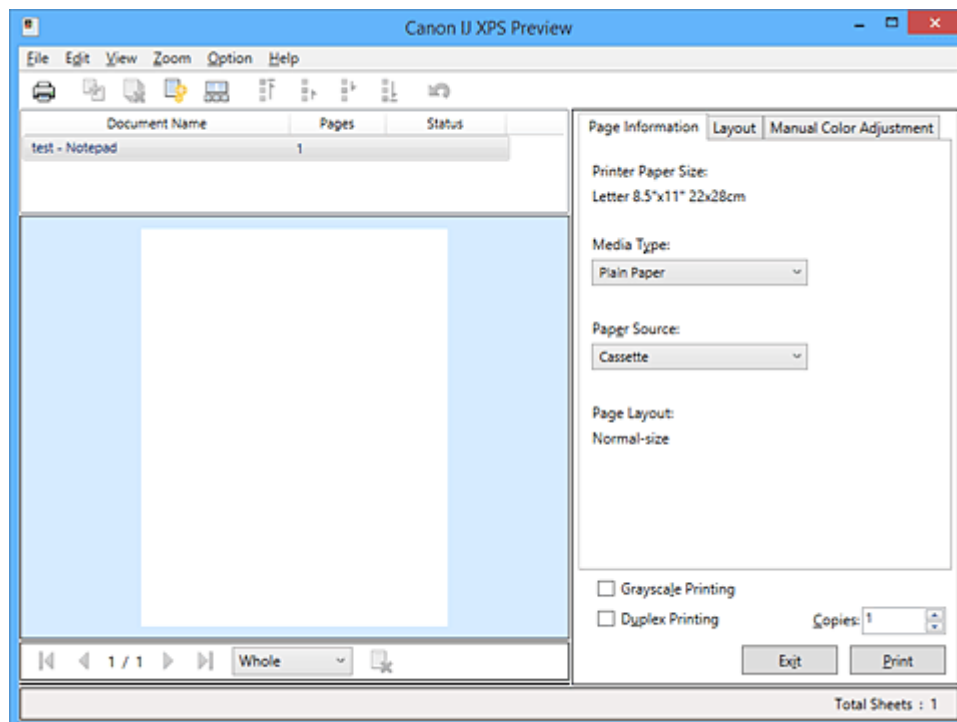 Canon IJ XPS Preview
File Edit View Zoom Option Help
Document Name Pages Status
test - Notepad 1
Page Information Layout Manual Color Adjustment
Printer Paper Size:
Letter 8.5"x11" 22x28cm
Media Type:
Plain Paper
Paper Source:
Cassette
Page Layout:
Normal-size
Grayscale Printing
Duplex Printing
Copies: 1
1 / 1 Whole
Exit Print
Total Sheets : 1